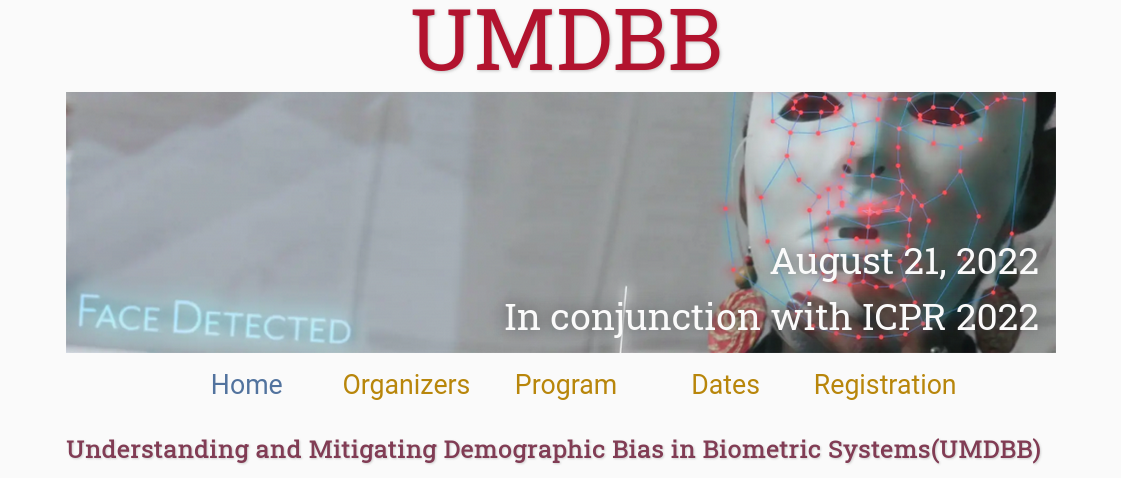 UMDBB
August 21, 2022
In conjunction with ICPR 2022
FACE DETECTED
Home Organizers Program Dates Registration
Understanding and Mitigating Demographic Bias in Biometric Systems(UMDBB)